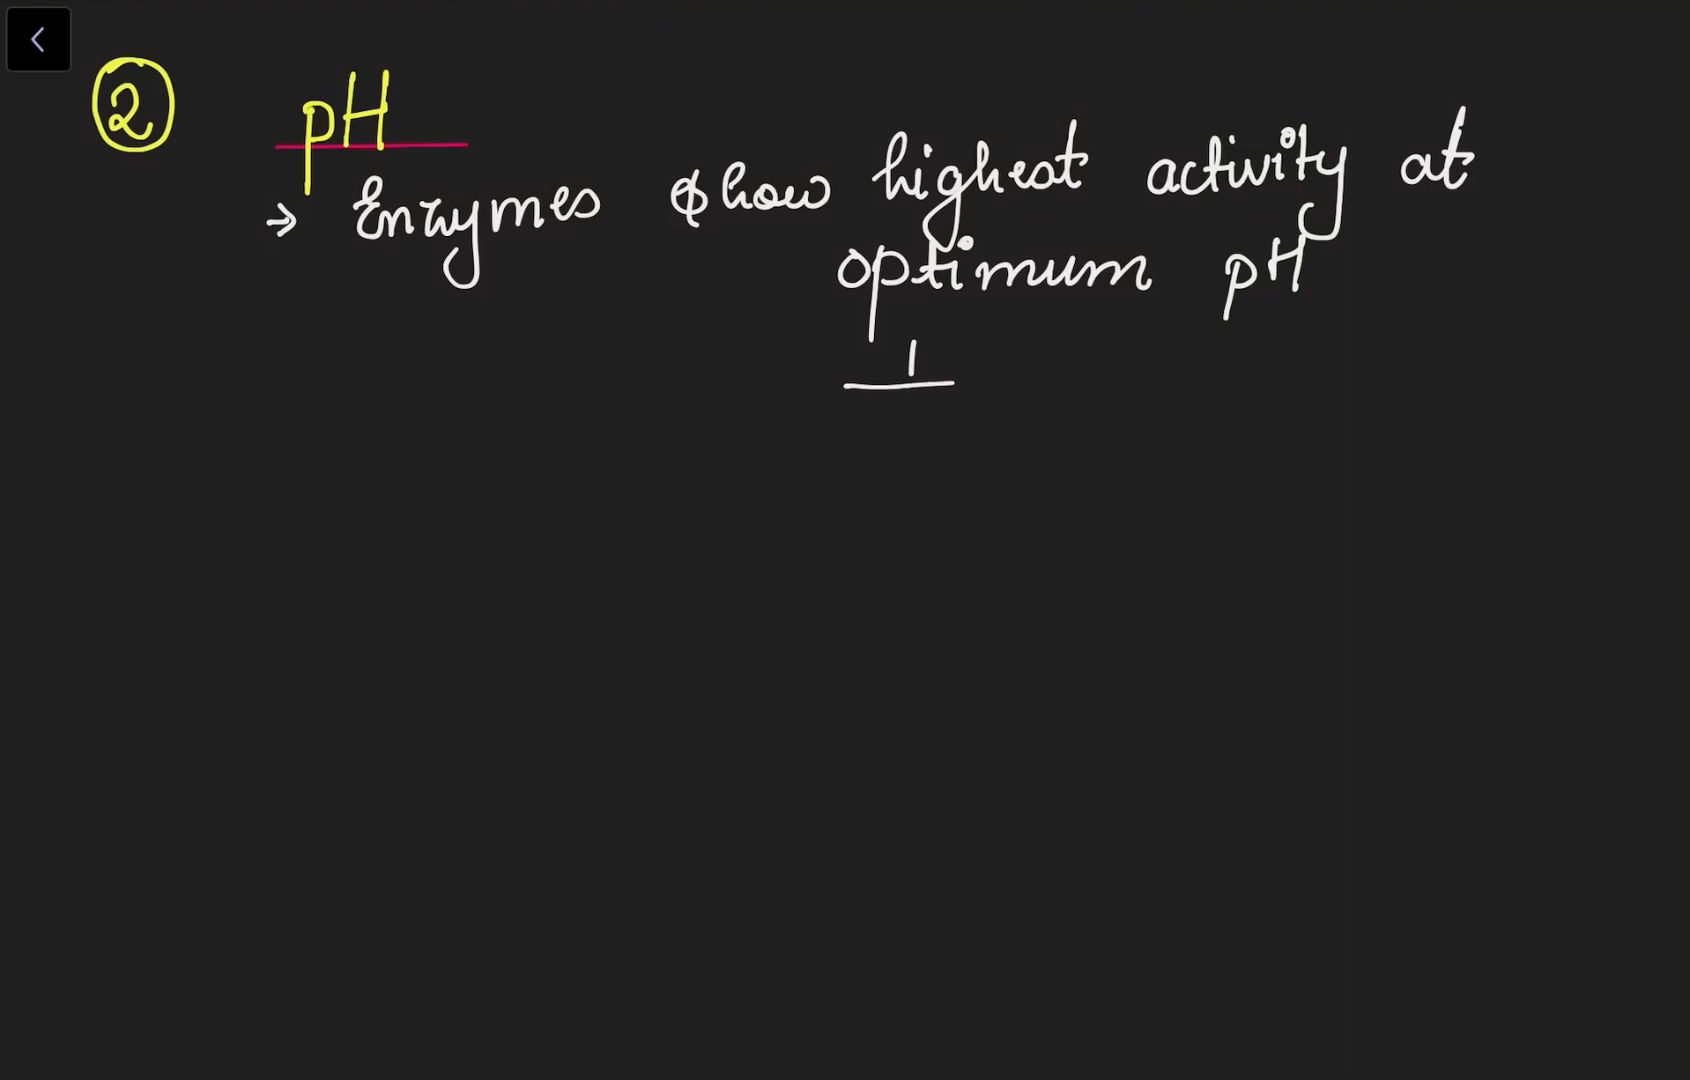 ② pH
→ Enzymes show highest activity at
optimum pH